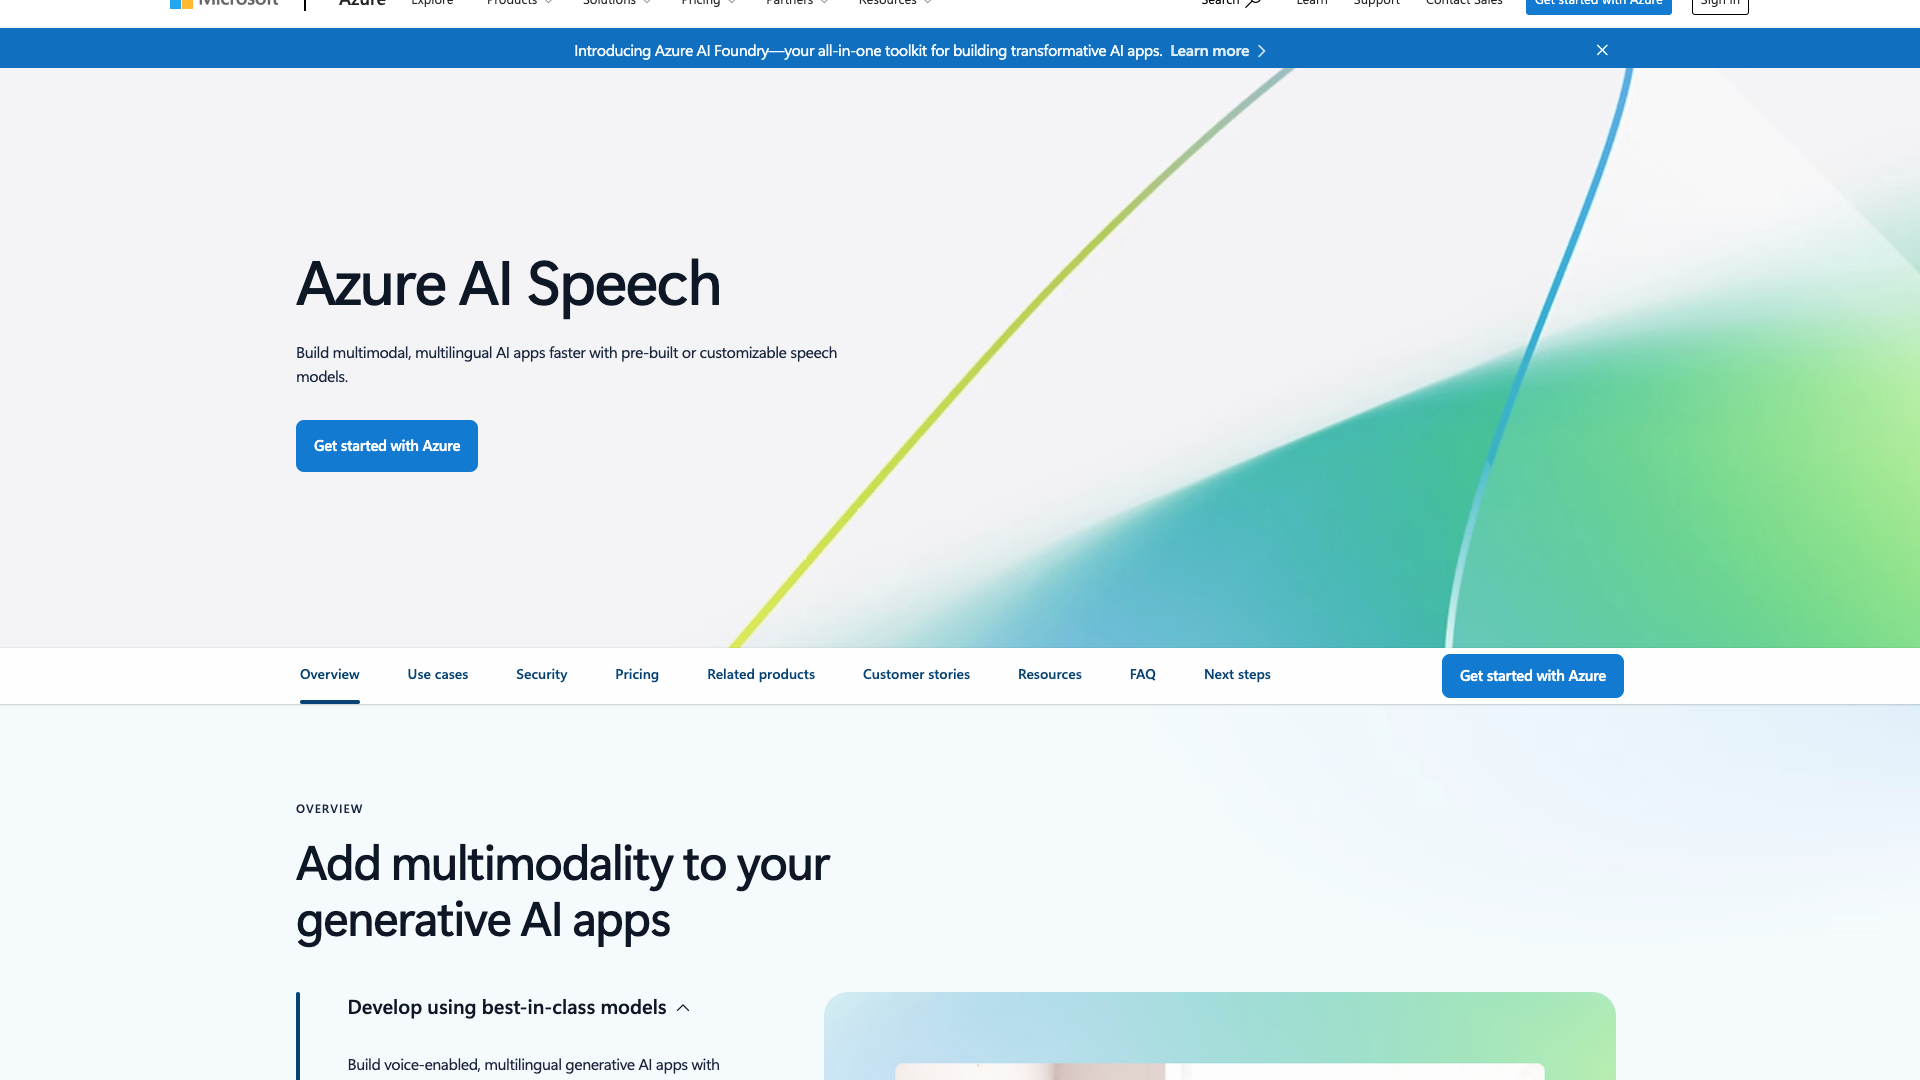 Microsoft Azure Explore Products Solutions Pricing Partners Resources Search Learn Support Contact Sales Get started with Azure Sign in
Introducing Azure AI Foundry—your all-in-one toolkit for building transformative AI apps. Learn more
Azure AI Speech
Build multimodal, multilingual AI apps faster with pre-built or customizable speech
models.
Get started with Azure
Overview Use cases Security Pricing Related products Customer stories Resources FAQ Next steps Get started with Azure
OVERVIEW
Add multimodality to your
generative AI apps
Develop using best-in-class models
Build voice-enabled, multilingual generative AI apps with